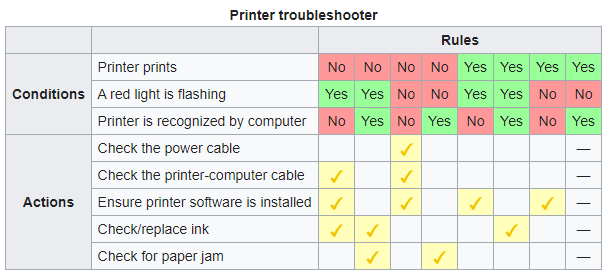 Printer troubleshooter
Rules
Conditions
Printer prints No No No No Yes Yes Yes Yes
A red light is flashing Yes Yes No No Yes Yes No No
Printer is recognized by computer No Yes No Yes No Yes No Yes
Actions
Check the power cable ✓ —
Check the printer-computer cable ✓ ✓ —
Ensure printer software is installed ✓ ✓ ✓ ✓ —
Check/replace ink ✓ ✓ ✓ —
Check for paper jam ✓ ✓ —